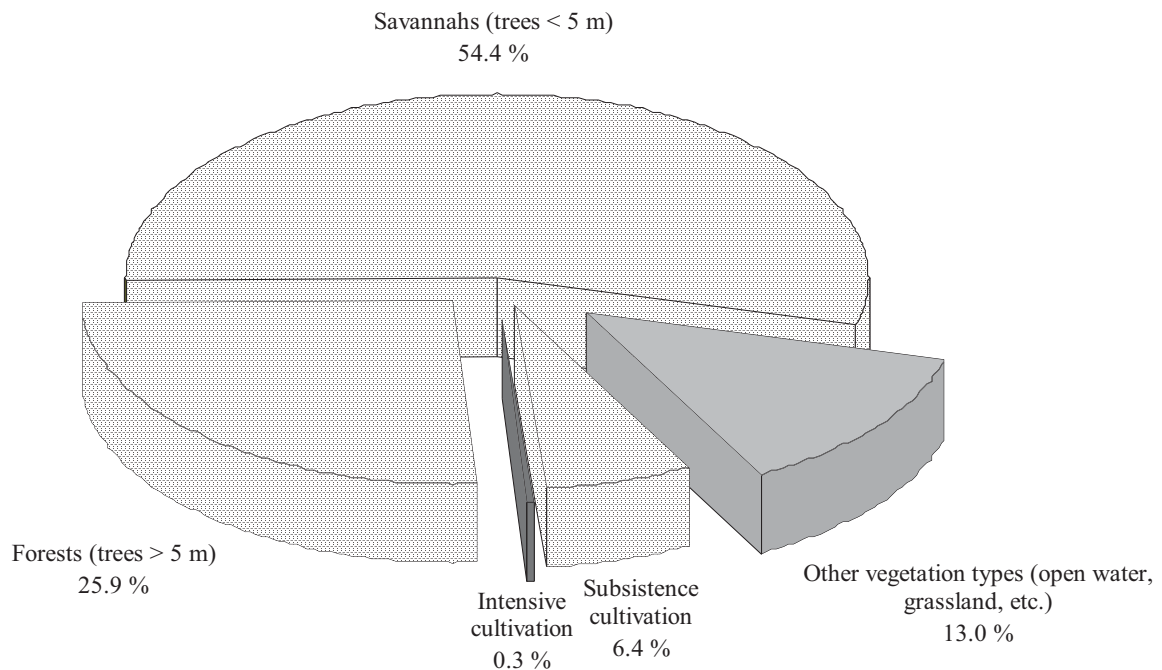 Savannahs (trees < 5 m)
54.4 %
Forests (trees > 5 m)
25.9 %
Intensive
cultivation
0.3 %
Subsistence
cultivation
6.4 %
Other vegetation types (open water,
grassland, etc.)
13.0 %